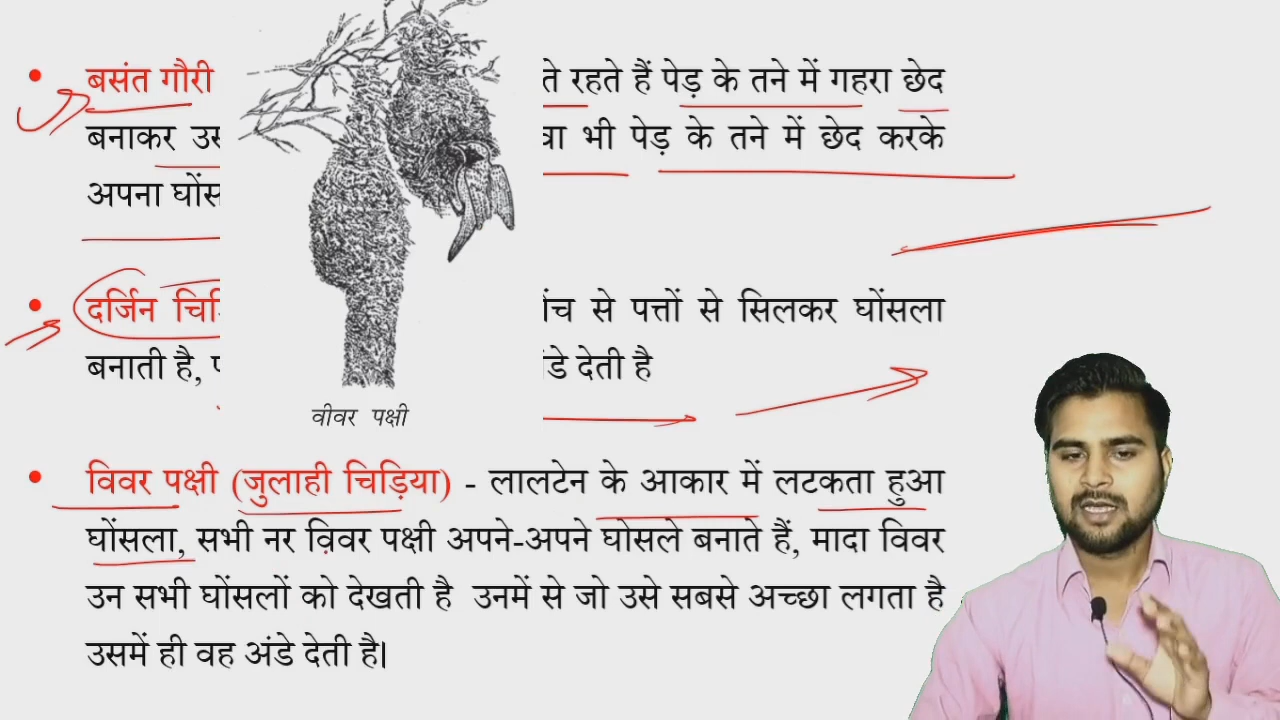 बसंत गौरी
रहते हैं पेड़ के तने में गहरा छेद
बनाकर
भी पेड़ के तने में छेद करके
अपना
दर्जिन
से पत्तों से सिलकर घोंसला
बनाती है,
देती है
वीवर पक्षी
विवर पक्षी (जुलाही चिड़िया) - लालटेन के आकार में लटकता हुआ
घोंसला, सभी नर विवर पक्षी अपने-अपने घोसले बनाते हैं, मादा विवर
उन सभी घोंसलों को देखती है उनमें से जो उसे सबसे अच्छा लगता है
उसमें ही वह अंडे देती है।